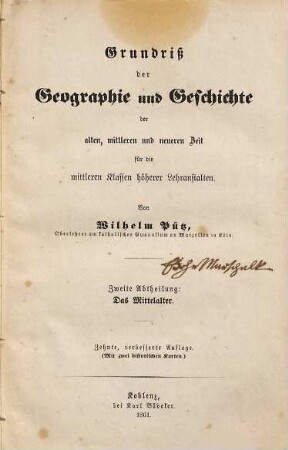 Grundriß
der
Geographie und Geschichte
der
alten, mittleren und neueren Zeit
für die
mittleren Klassen höherer Lehranstalten.
Von
Wilhelm Pütz,
Oberlehrer am katholischen Gymnasium an Marzellen in Köln.
Marschall
Zweite Abtheilung:
Das Mittelalter.
Zehnte, verbesserte Auflage.
(Mit zwei historischen Karten.)
Koblenz,
bei Karl Bädeker.